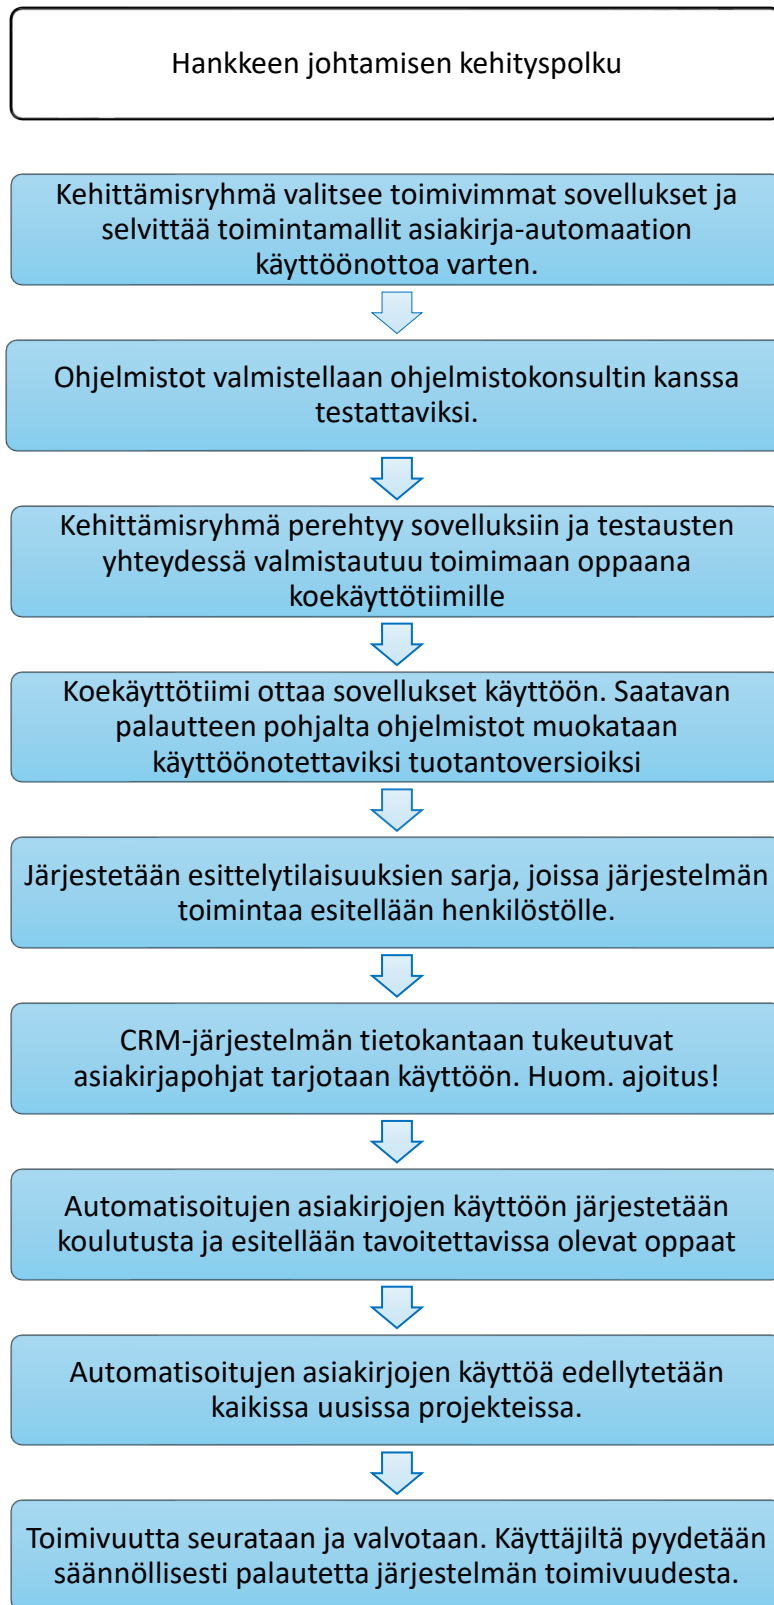 Hankkeen johtamisen kehityspolku
Kehittämisryhmä valitsee toimivimmat sovellukset ja
selvittää toimintamallit asiakirja-automaation
käyttöönottoa varten.
Ohjelmistot valmistellaan ohjelmistokonsultin kanssa
testattaviksi.
Kehittämisryhmä perehtyy sovelluksiin ja testausten
yhteydessä valmistautuu toimimaan oppaana
koekäyttötiimille
Koekäyttötiimi ottaa sovellukset käyttöön. Saatavan
palautteen pohjalta ohjelmistot muokataan
käyttöönotettaviksi tuotantoversioiksi
Järjestetään esittelytilaisuuksien sarja, joissa järjestelmän
toimintaa esitellään henkilöstölle.
CRM-järjestelmän tietokantaan tukeutuvat
asiakirjapohjat tarjotaan käyttöön. Huom. ajoitus!
Automatisoitujen asiakirjojen käyttöön järjestetään
koulutusta ja esitellään tavoitettavissa olevat oppaat
Automatisoitujen asiakirjojen käyttöä edellytetään
kaikissa uusissa projekteissa.
Toimivuutta seurataan ja valvotaan. Käyttäjiltä pyydetään
säännöllisesti palautetta järjestelmän toimivuudesta.